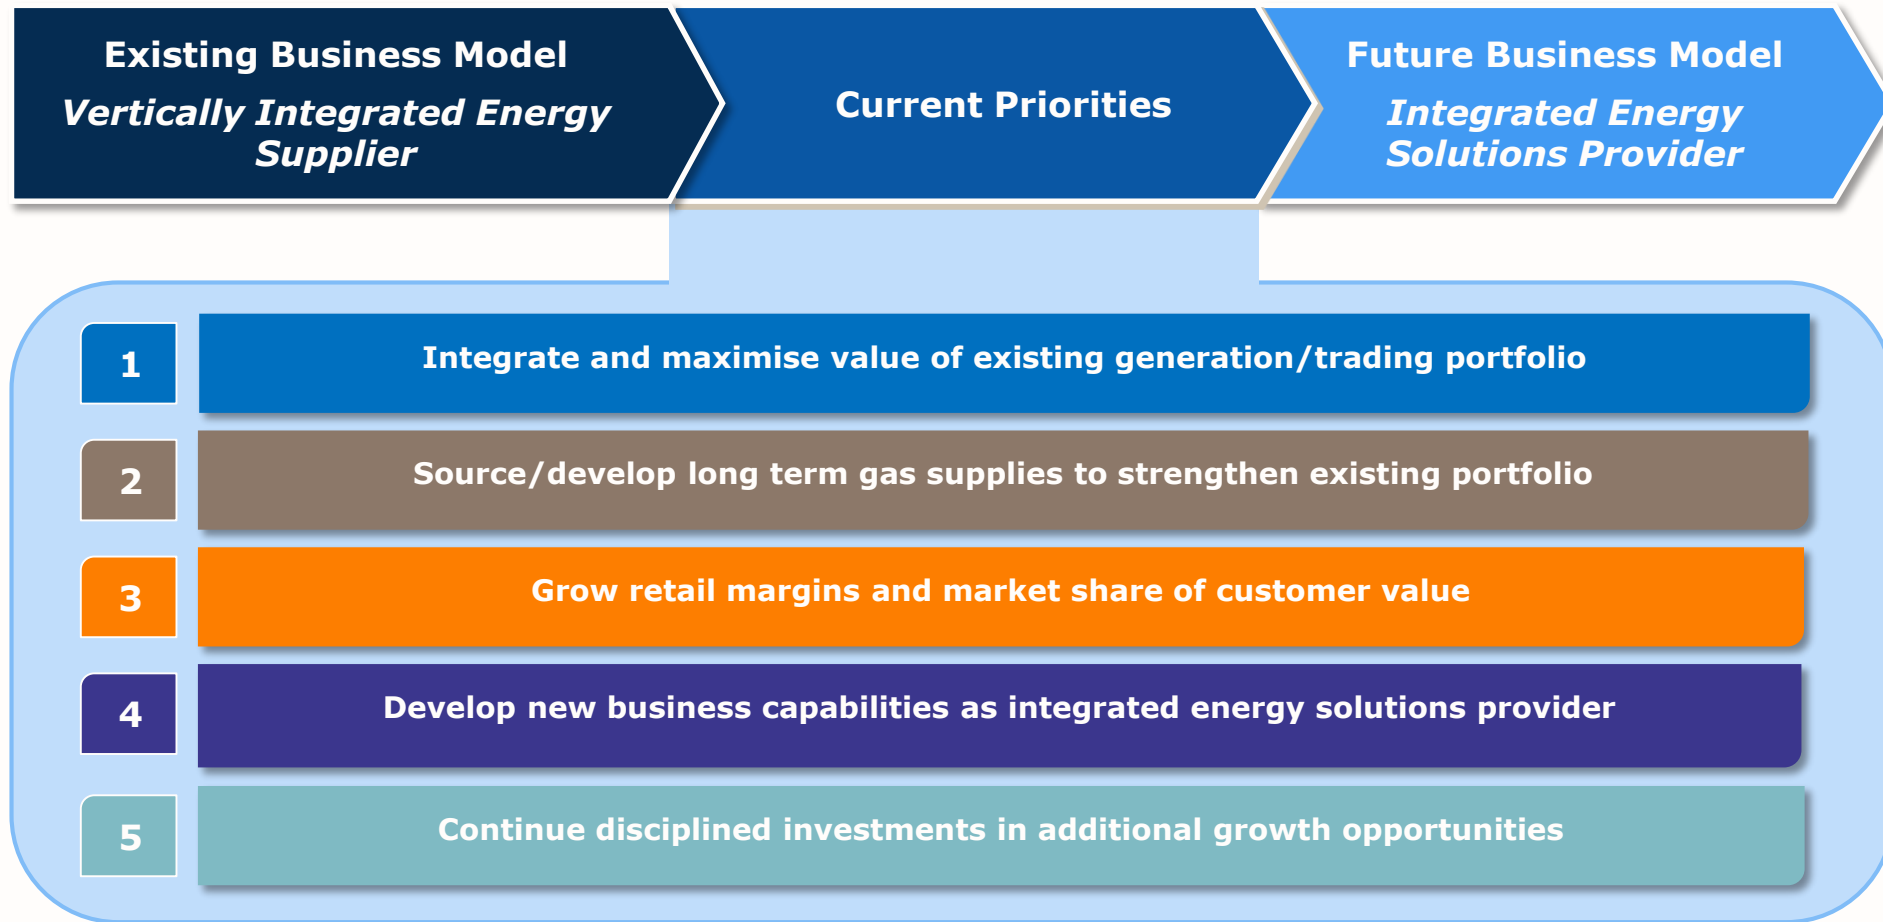 Existing Business Model
Vertically Integrated Energy
Supplier
Current Priorities
Future Business Model
Integrated Energy
Solutions Provider
1
Integrate and maximise value of existing generation/trading portfolio
2
Source/develop long term gas supplies to strengthen existing portfolio
3
Grow retail margins and market share of customer value
4
Develop new business capabilities as integrated energy solutions provider
5
Continue disciplined investments in additional growth opportunities